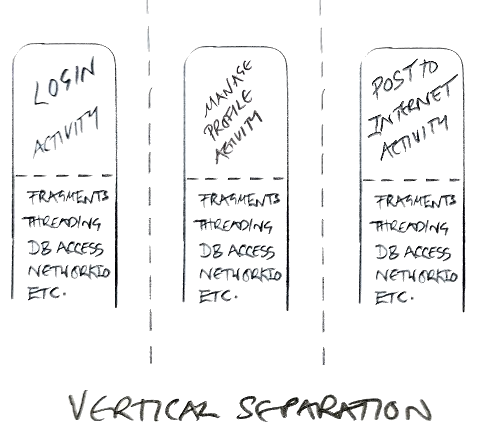 LOGIN
ACTIVITY
FRAGMENTS
THREADING
DB ACCESS
NETWORKIO
ETC.
MANAGE
PROFILE
ACTIVITY
FRAGMENTS
THREADING
DB ACCESS
NETWORKIO
ETC.
POST TO
INTERNET
ACTIVITY
FRAGMENTS
THREADING
DB ACCESS
NETWORKIO
ETC.
VERTICAL SEPARATION